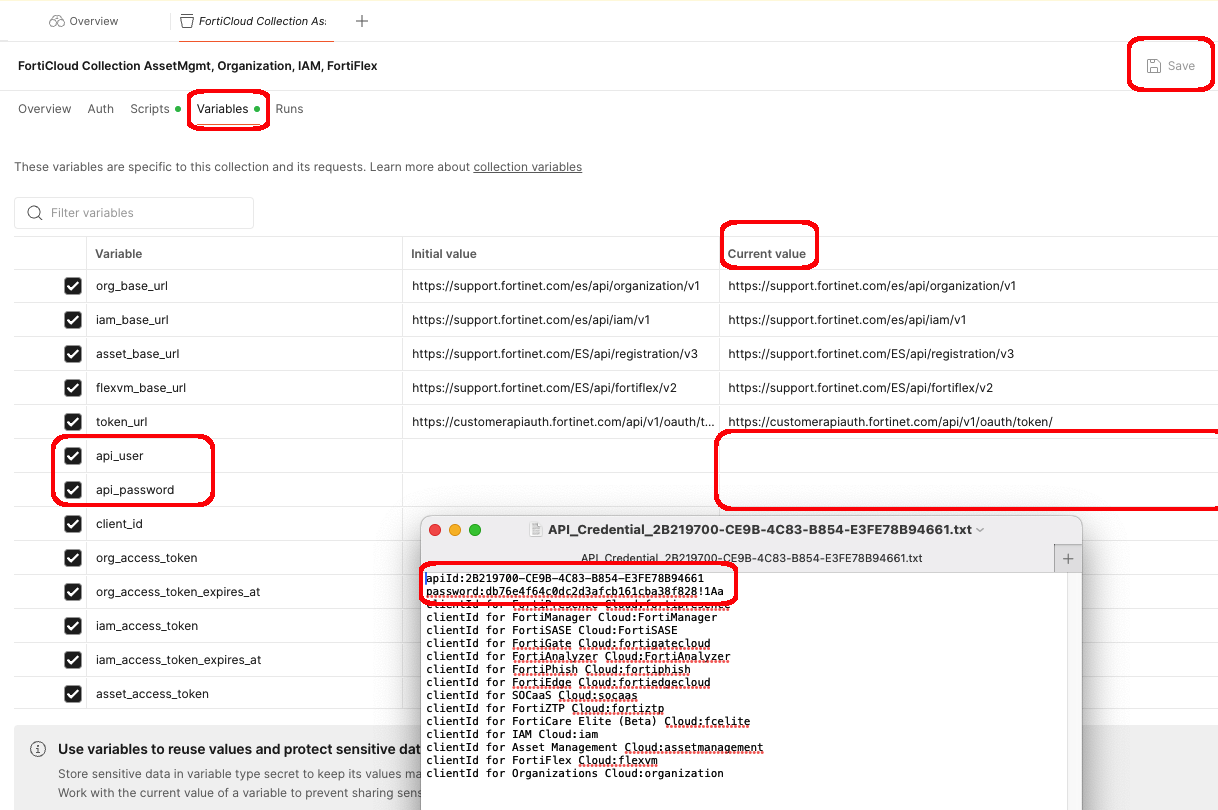 Overview
FortiCloud Collection As
FortiCloud Collection AssetMgmt, Organization, IAM, FortiFlex
Save
Overview Auth Scripts Variables Runs
These variables are specific to this collection and its requests. Learn more about collection variables
Filter variables
Variable Initial value Current value
org_base_url https://support.fortinet.com/es/api/organization/v1 https://support.fortinet.com/es/api/organization/v1
iam_base_url https://support.fortinet.com/es/api/iam/v1 https://support.fortinet.com/es/api/iam/v1
asset_base_url https://support.fortinet.com/ES/api/registration/v3 https://support.fortinet.com/ES/api/registration/v3
flexvm_base_url https://support.fortinet.com/ES/api/fortiflex/v2 https://support.fortinet.com/ES/api/fortiflex/v2
token_url https://customerapiauth.fortinet.com/api/v1/oauth/t... https://customerapiauth.fortinet.com/api/v1/oauth/token/
api_user
api_password
client_id
org_access_token
org_access_token_expires_at
iam_access_token
iam_access_token_expires_at
asset_access_token
Use variables to reuse values and protect sensitive dat
Store sensitive data in variable type secret to keep its values ma
Work with the current value of a variable to prevent sharing sens
API_Credential_2B219700-CE9B-4C83-B854-E3FE78B94661.txt
API_Credential_2B219700-CE9B-4C83-B854-E3FE78B94661.txt
apiId:2B219700-CE9B-4C83-B854-E3FE78B94661
password:db76e4f64c0dc2d3afcb161cba38f828!1Aa
clientId for FortiPresence Cloud:fortipresence
clientId for FortiManager Cloud:FortiManager
clientId for FortiSASE Cloud:FortiSASE
clientId for FortiGate Cloud:fortigatecloud
clientId for FortiAnalyzer Cloud:FortiAnalyzer
clientId for FortiPhish Cloud:fortiphish
clientId for FortiEdge Cloud:fortiedgecloud
clientId for SOCaaS Cloud:socaas
clientId for FortiZTP Cloud:fortiztp
clientId for FortiCare Elite (Beta) Cloud:fcelite
clientId for IAM Cloud:iam
clientId for Asset Management Cloud:assetmanagement
clientId for FortiFlex Cloud:flexvm
clientId for Organizations Cloud:organization